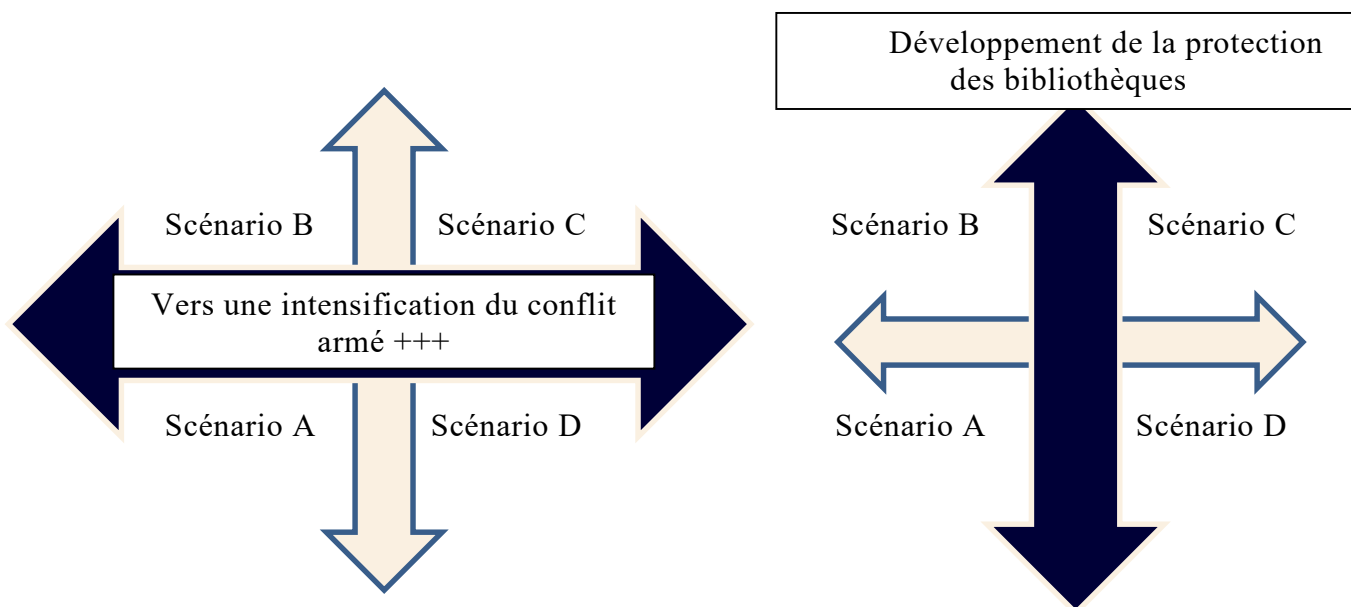 Développement de la protection
des bibliothèques
Scénario B
Scénario C
Vers une intensification du conflit
armé +++
Scénario A
Scénario D
Scénario B
Scénario C
Scénario A
Scénario D